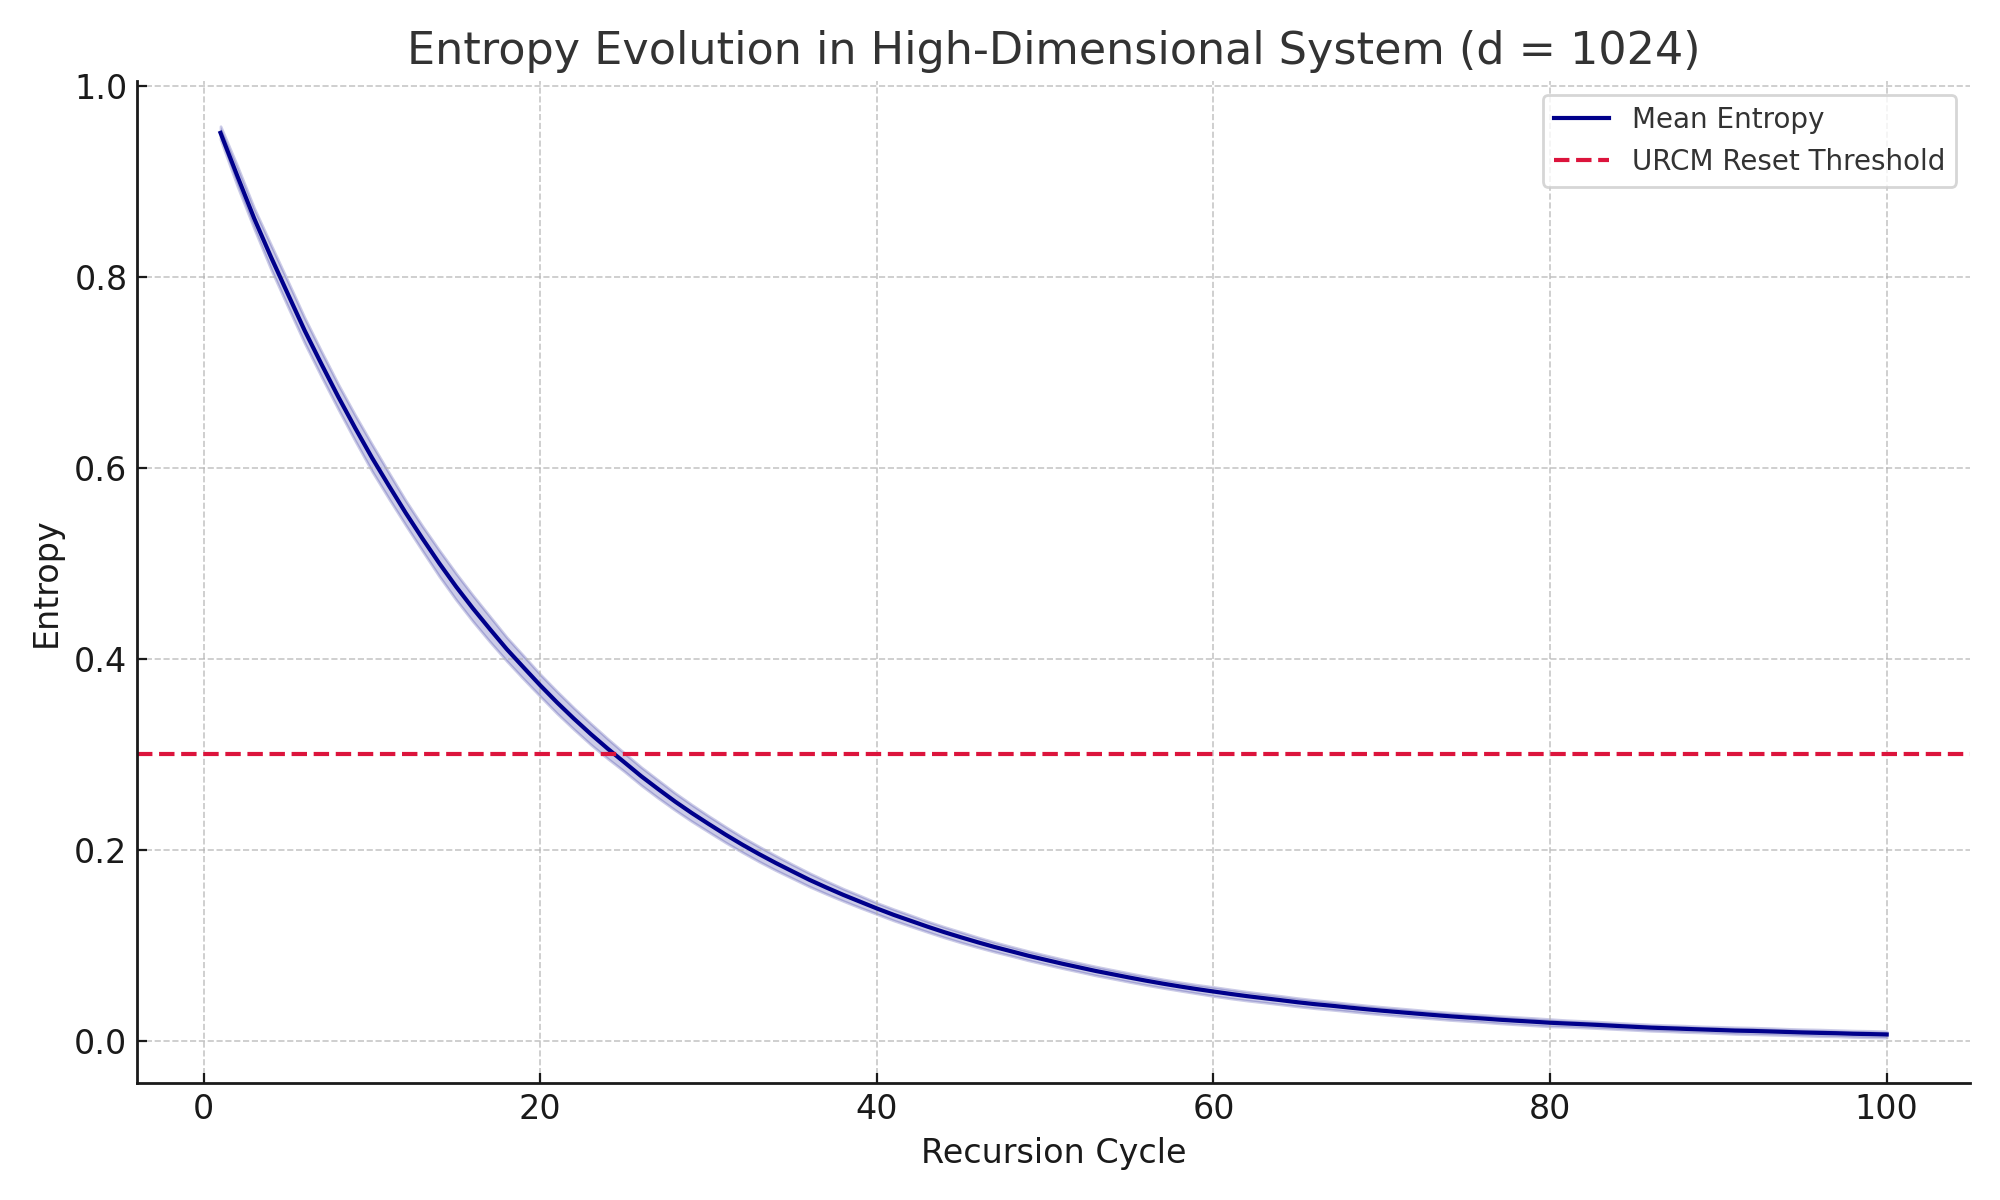 Entropy Evolution in High-Dimensional System (d = 1024)
Mean Entropy
URCM Reset Threshold
Entropy
1.0
0.8
0.6
0.4
0.2
0.0
0 20 40 60 80 100
Recursion Cycle